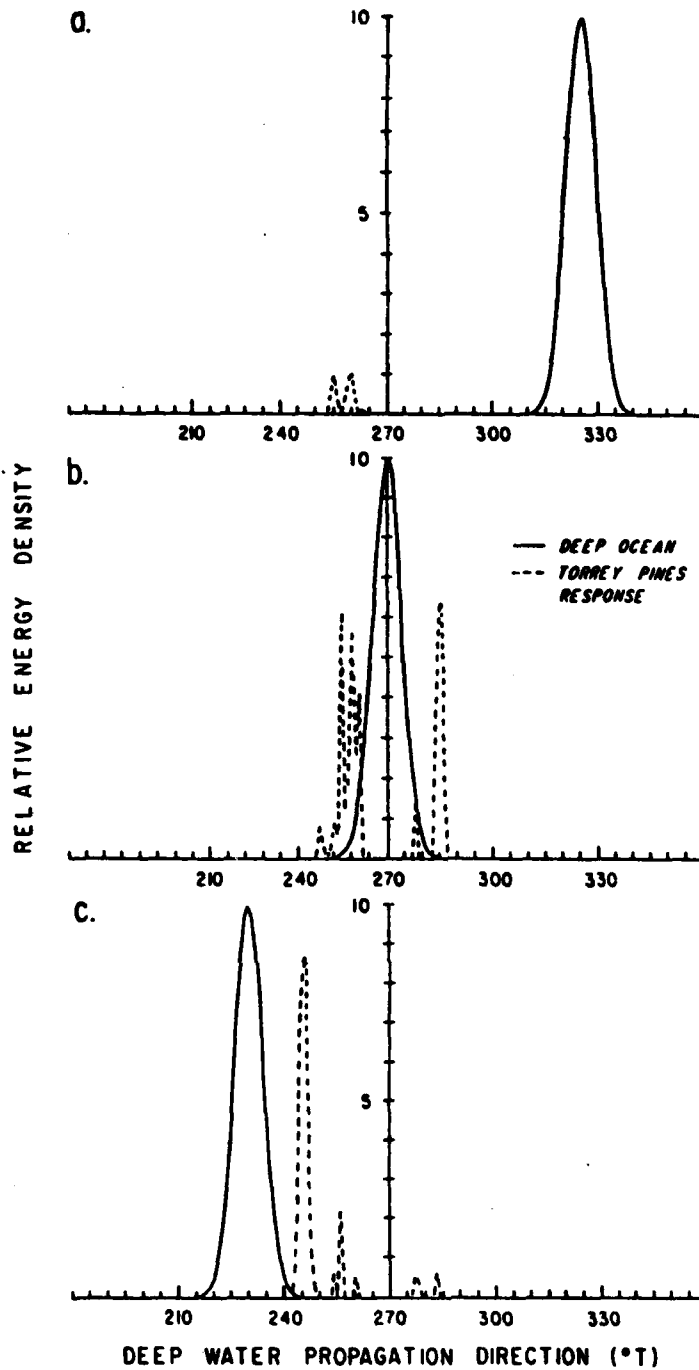 a.
10
5
210 240 270 300 330
b.
10
DEEP OCEAN
TORREY PINES
RESPONSE
210 240 270 300 330
c.
10
5
210 240 270 300 330
RELATIVE ENERGY DENSITY
DEEP WATER PROPAGATION DIRECTION (°T)